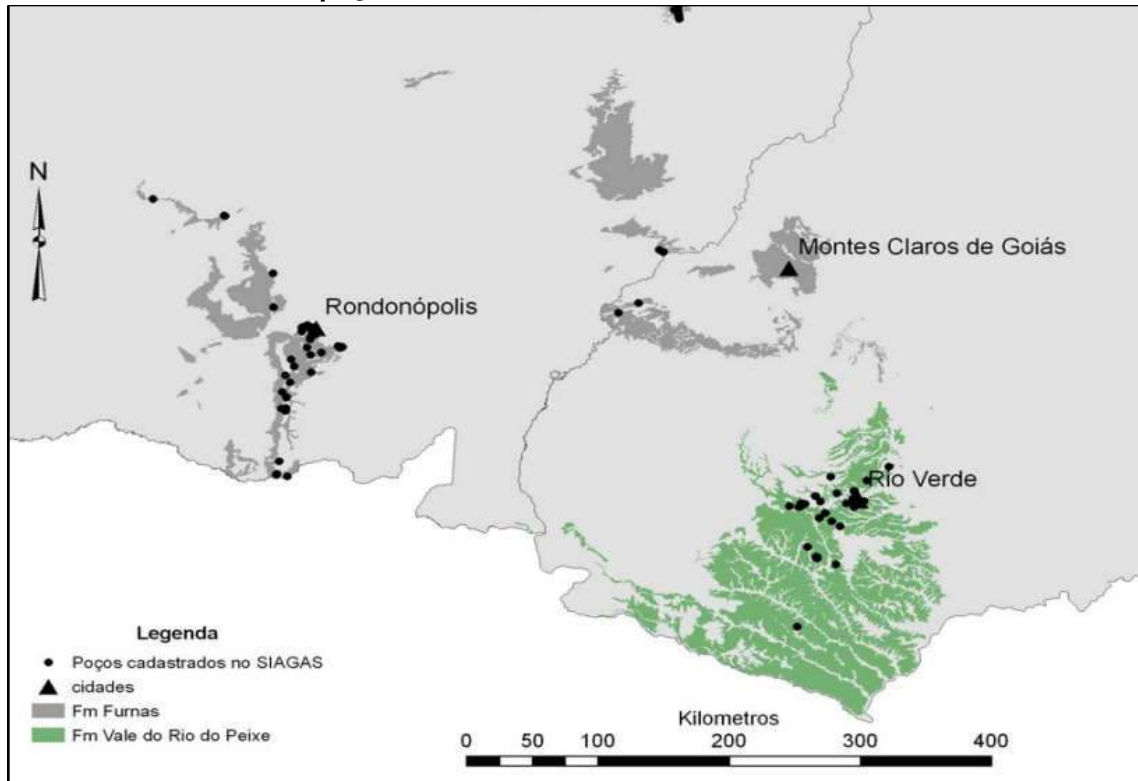 N
Montes Claros de Goiás
Rondonópolis
Rio Verde
Legenda
Poços cadastrados no SIAGAS
cidades
Fm Furnas
Fm Vale do Rio do Peixe
Kilometros
0 50 100 200 300 400